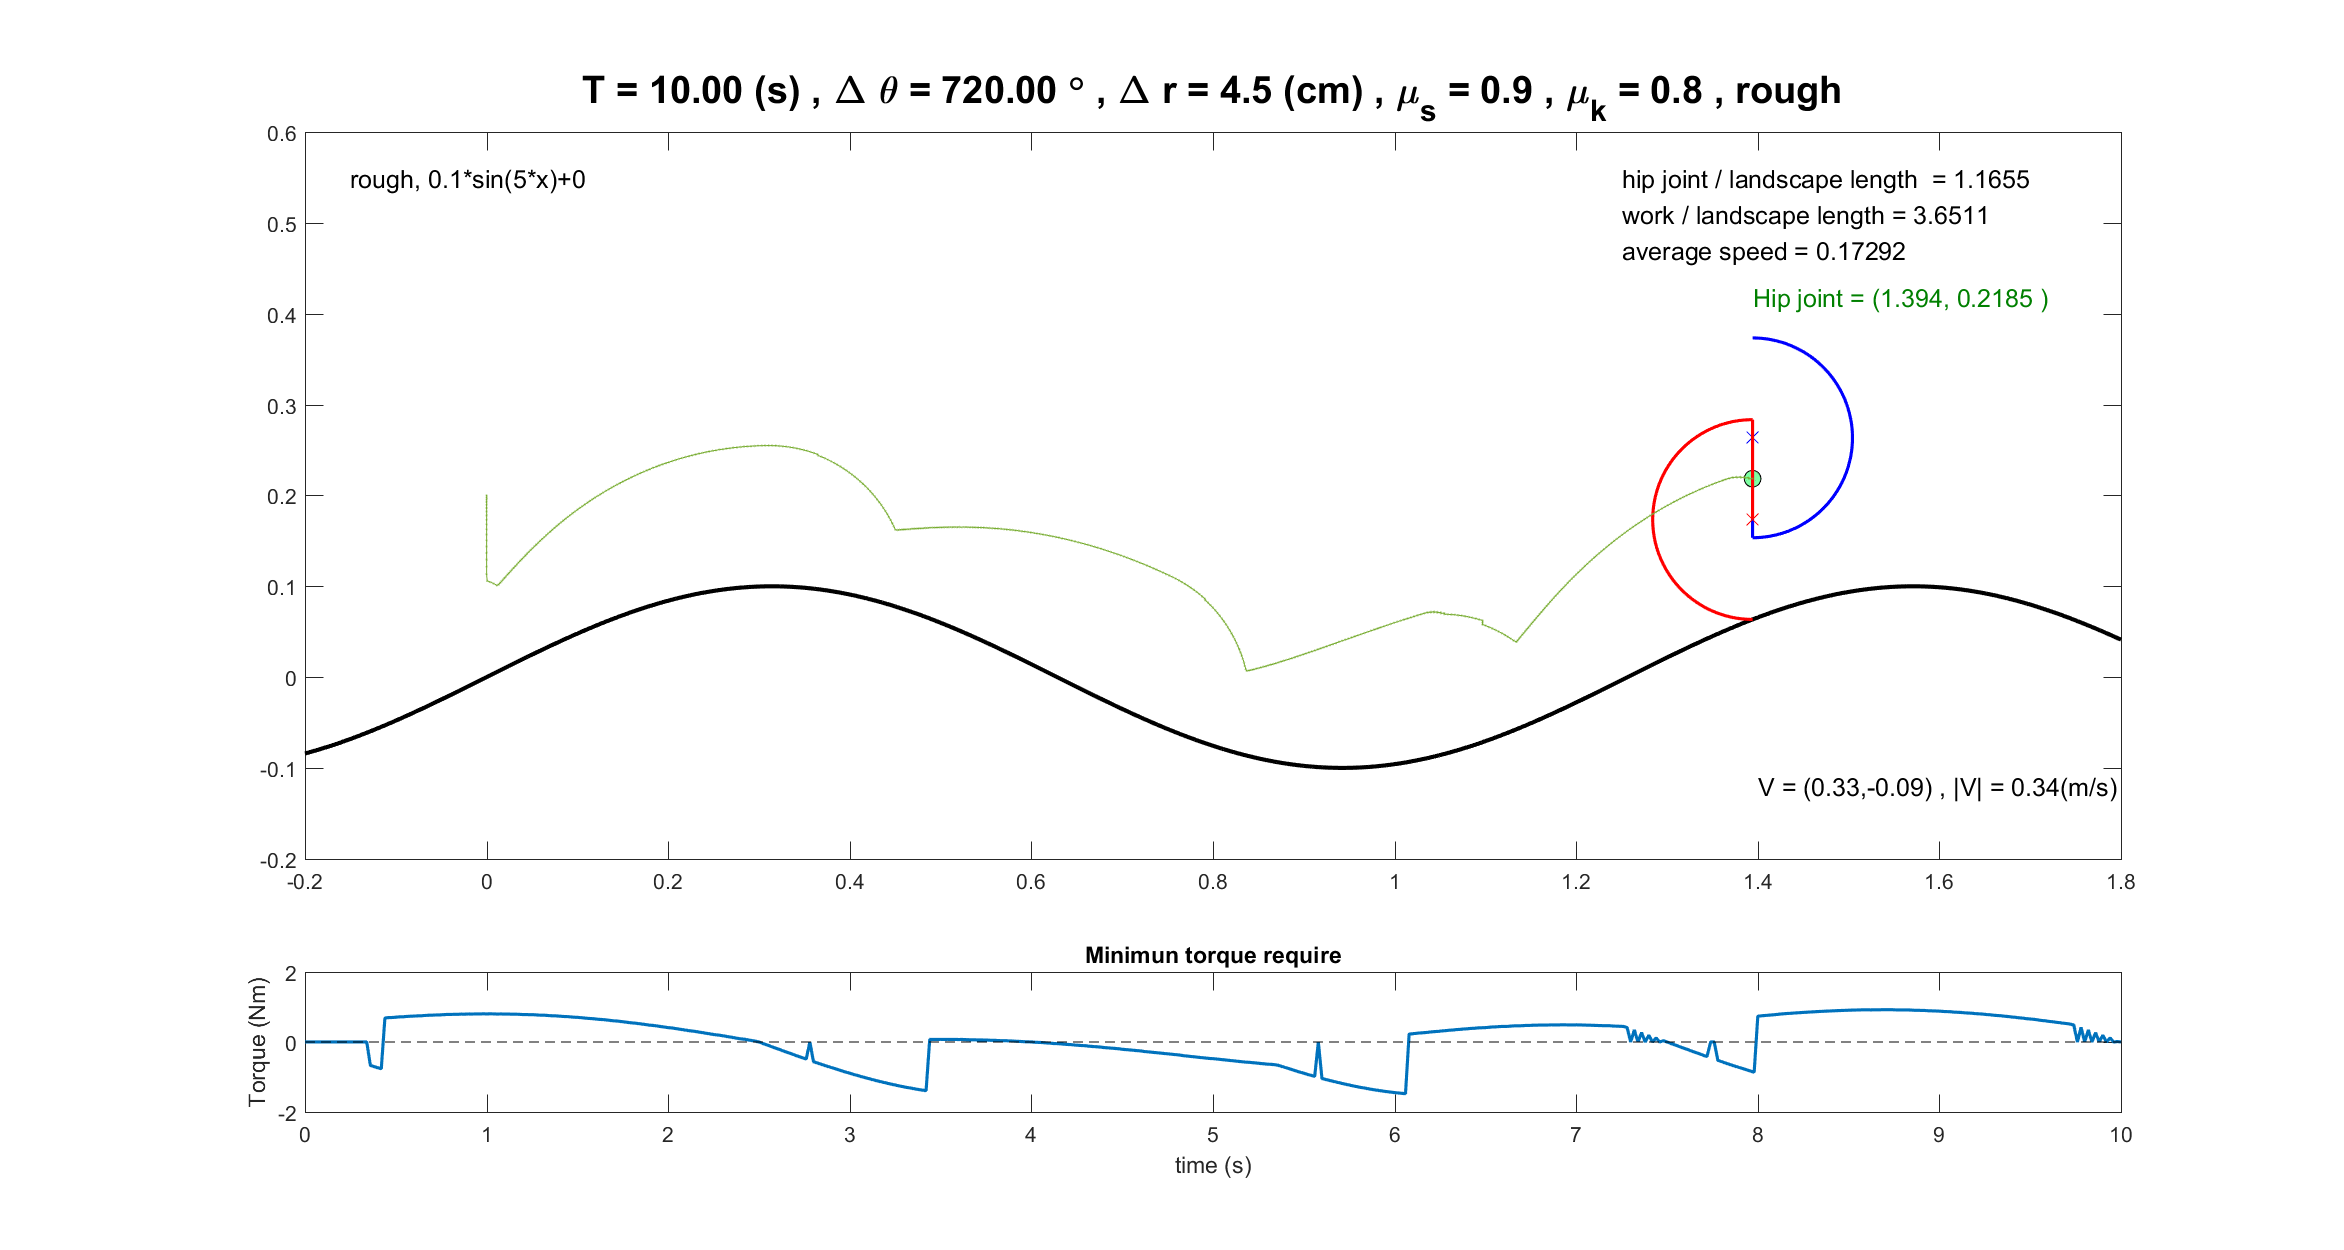 T = 10.00 (s) , Δ θ = 720.00 ° , Δ r = 4.5 (cm) , μs = 0.9 , μk = 0.8 , rough
0.6
0.5
0.4
0.3
0.2
0.1
0
-0.1
-0.2
rough, 0.1*sin(5*x)+0
hip joint / landscape length = 1.1655
work / landscape length = 3.6511
average speed = 0.17292
Hip joint = (1.394, 0.2185 )
V = (0.33,-0.09) , |V| = 0.34(m/s)
-0.2 0 0.2 0.4 0.6 0.8 1 1.2 1.4 1.6 1.8
Minimun torque require
Torque (Nm)
2
0
-2
0 1 2 3 4 5 6 7 8 9 10
time (s)